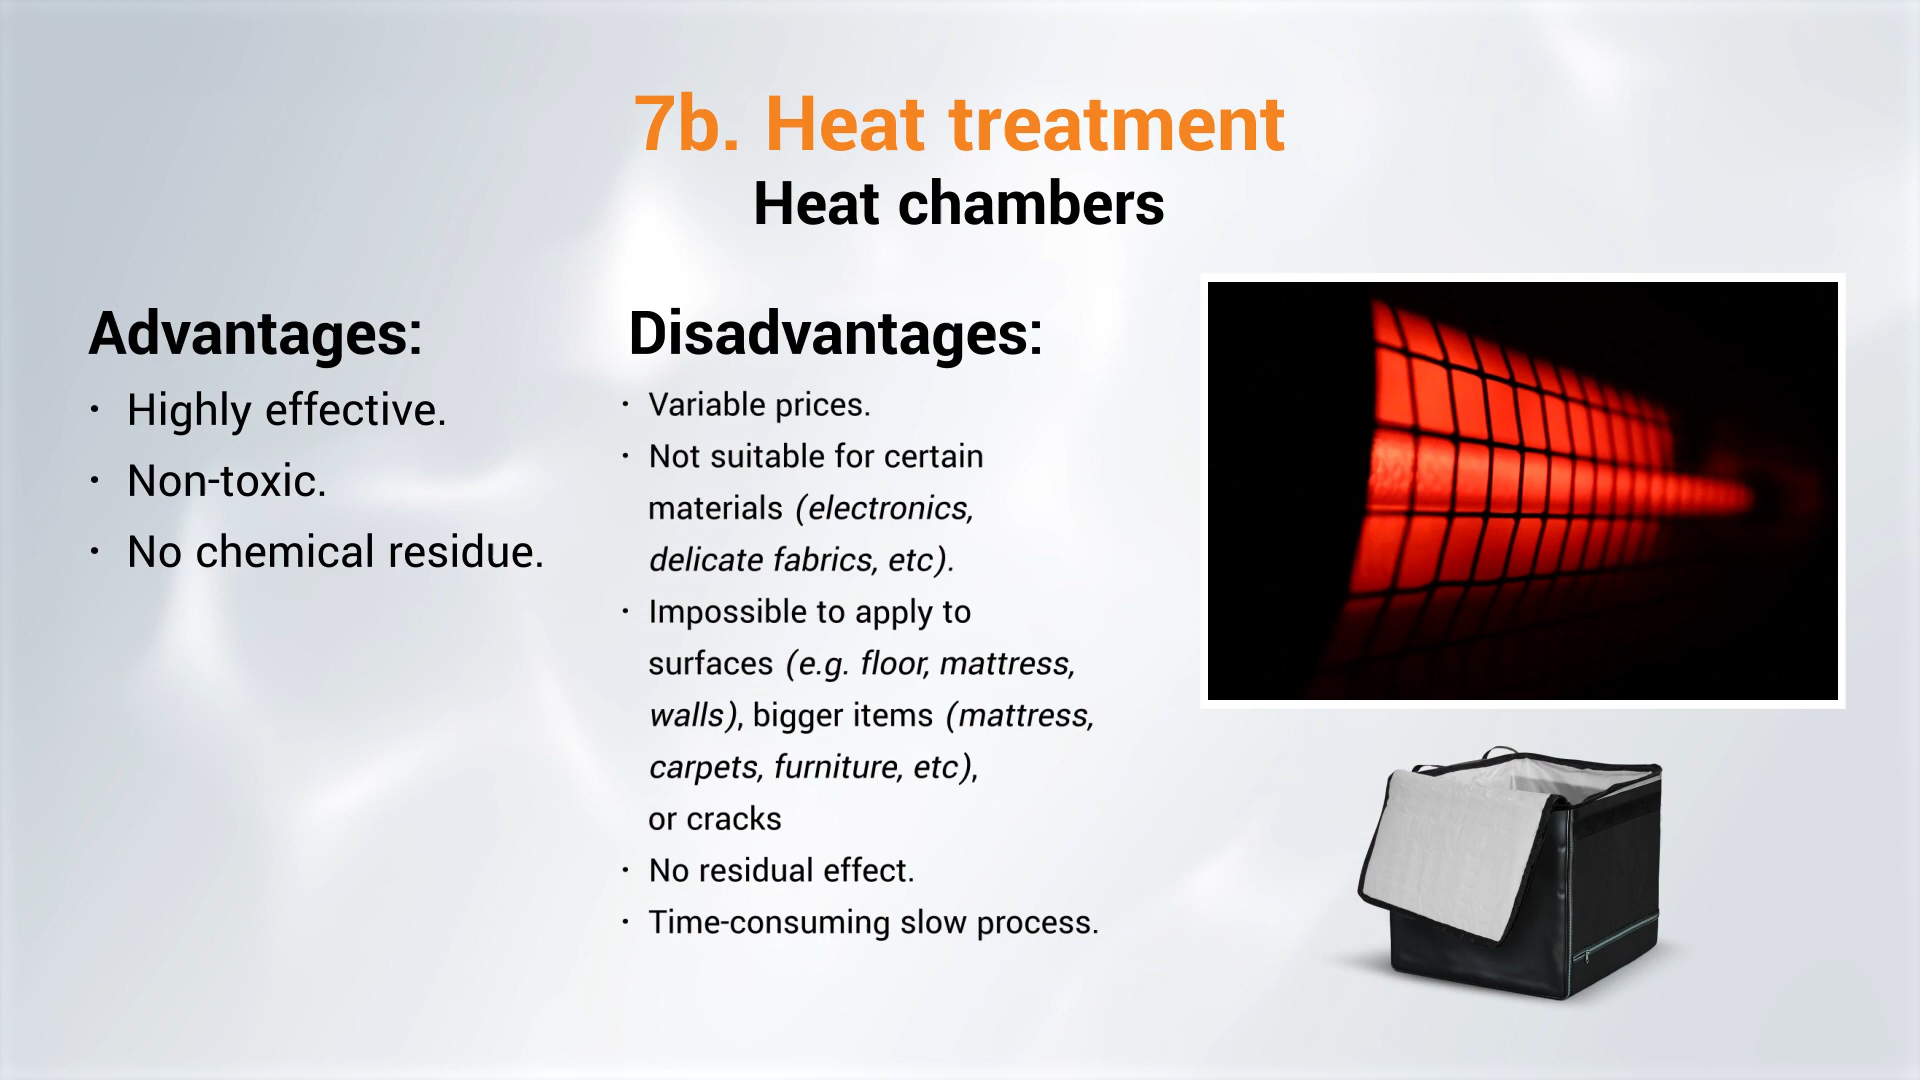 7b. Heat treatment
Heat chambers
Advantages:
· Highly effective.
· Non-toxic.
· No chemical residue.
Disadvantages:
· Variable prices.
· Not suitable for certain
materials (electronics,
delicate fabrics, etc).
· Impossible to apply to
surfaces (e.g. floor, mattress,
walls), bigger items (mattress,
carpets, furniture, etc),
or cracks
· No residual effect.
· Time-consuming slow process.